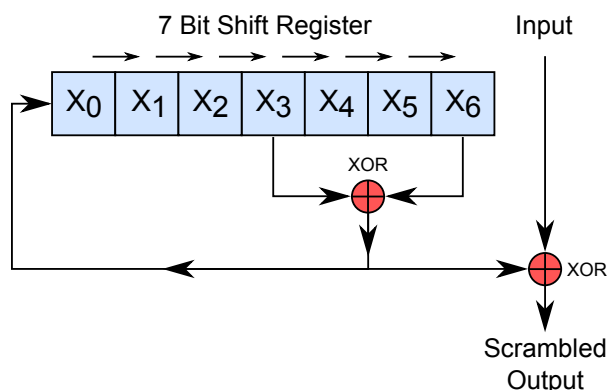 7 Bit Shift Register
Input
X0 X1 X2 X3 X4 X5 X6
XOR
XOR
Scrambled
Output